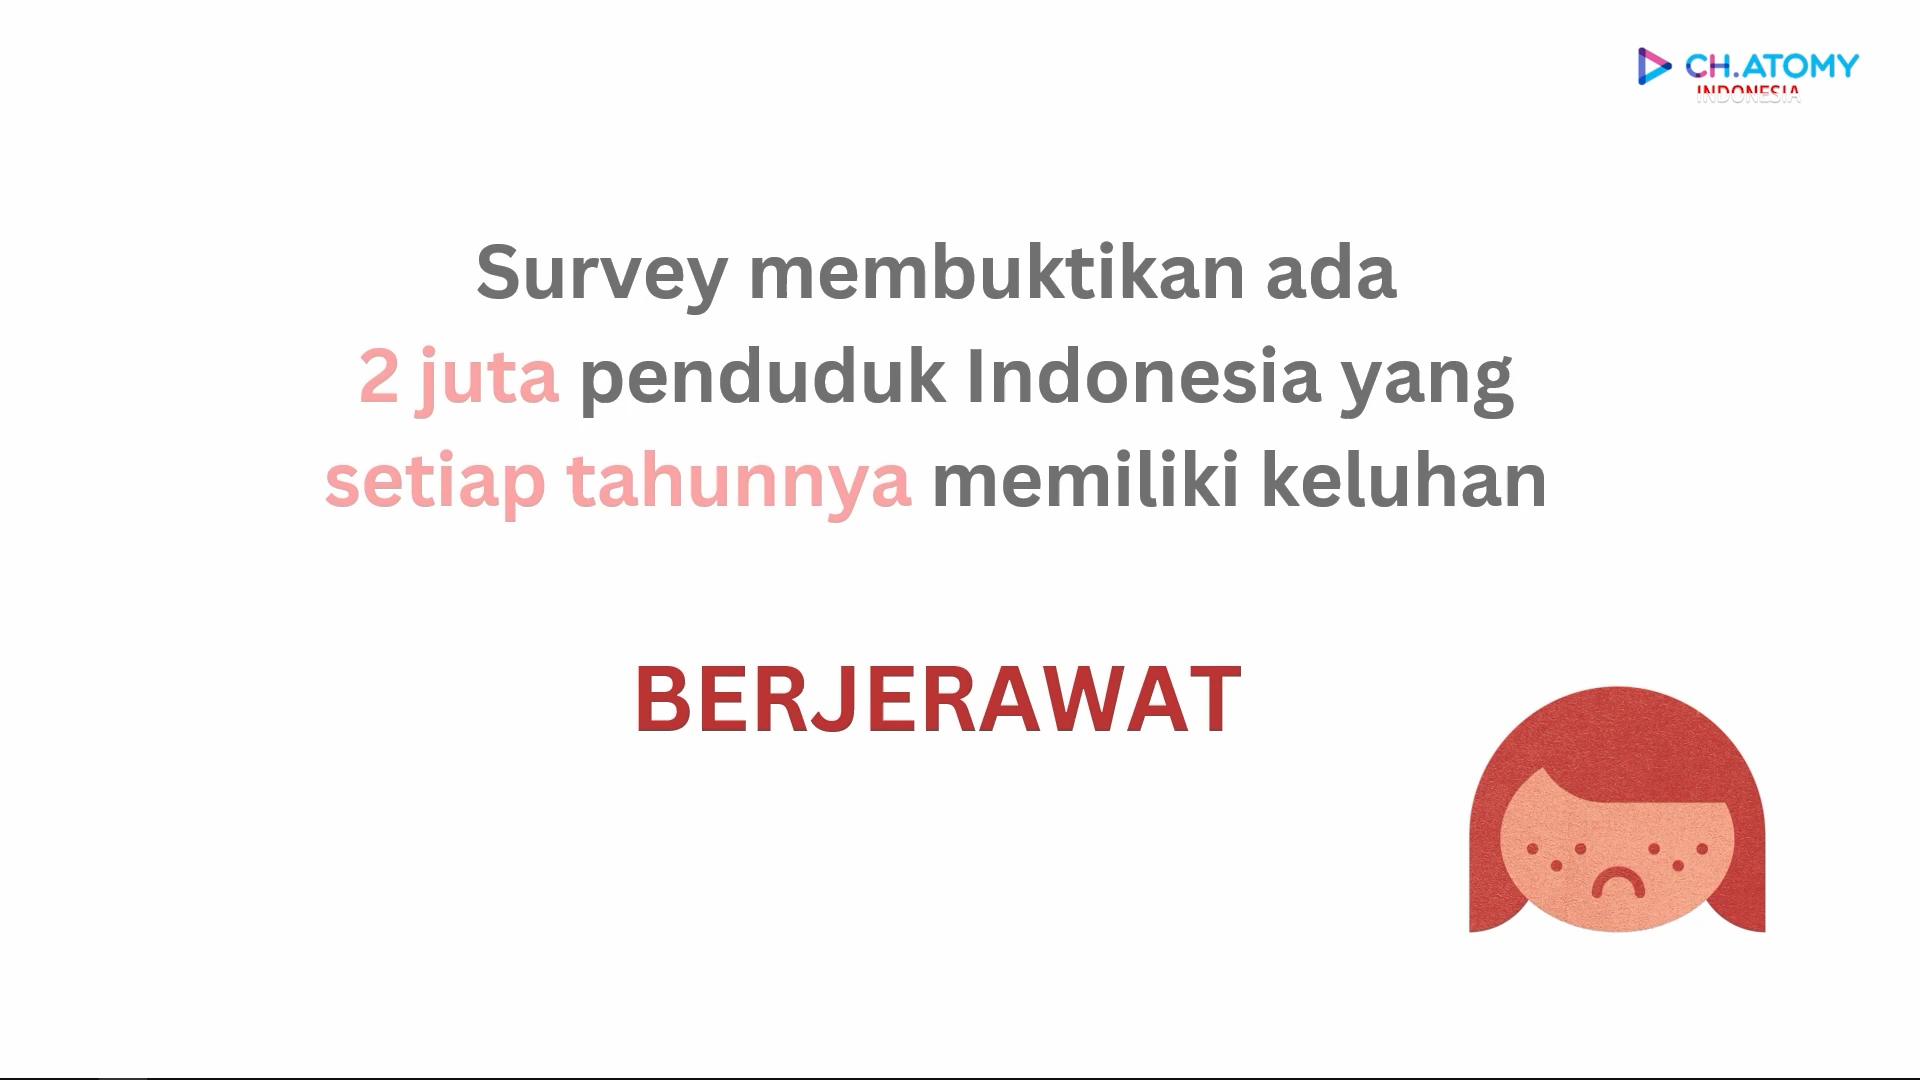 CH.ATOMY
INDONESIA
Survey membuktikan ada
2 juta penduduk Indonesia yang
setiap tahunnya memiliki keluhan
BERJERAWAT